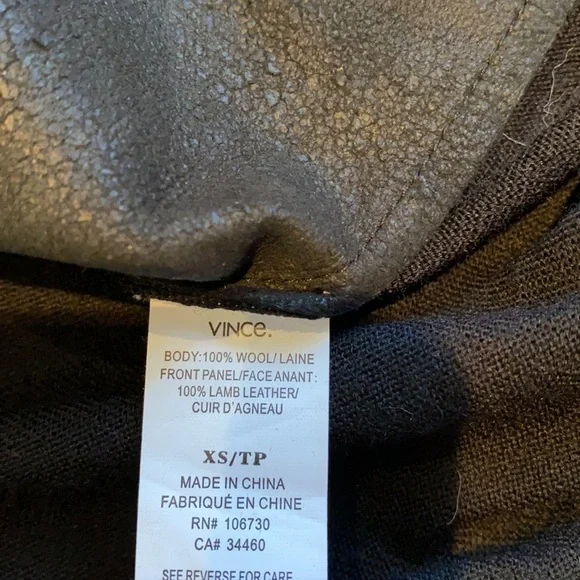 VINCe.
BODY:100% WOOL/ LAINE
FRONT PANEL/FACE ANANT:
100% LAMB LEATHER/
CUIR D'AGNEAU
XS/TP
MADE IN CHINA
FABRIQUÉ EN CHINE
RN# 106730
CA# 34460
SEE REVERSE FOR CARE